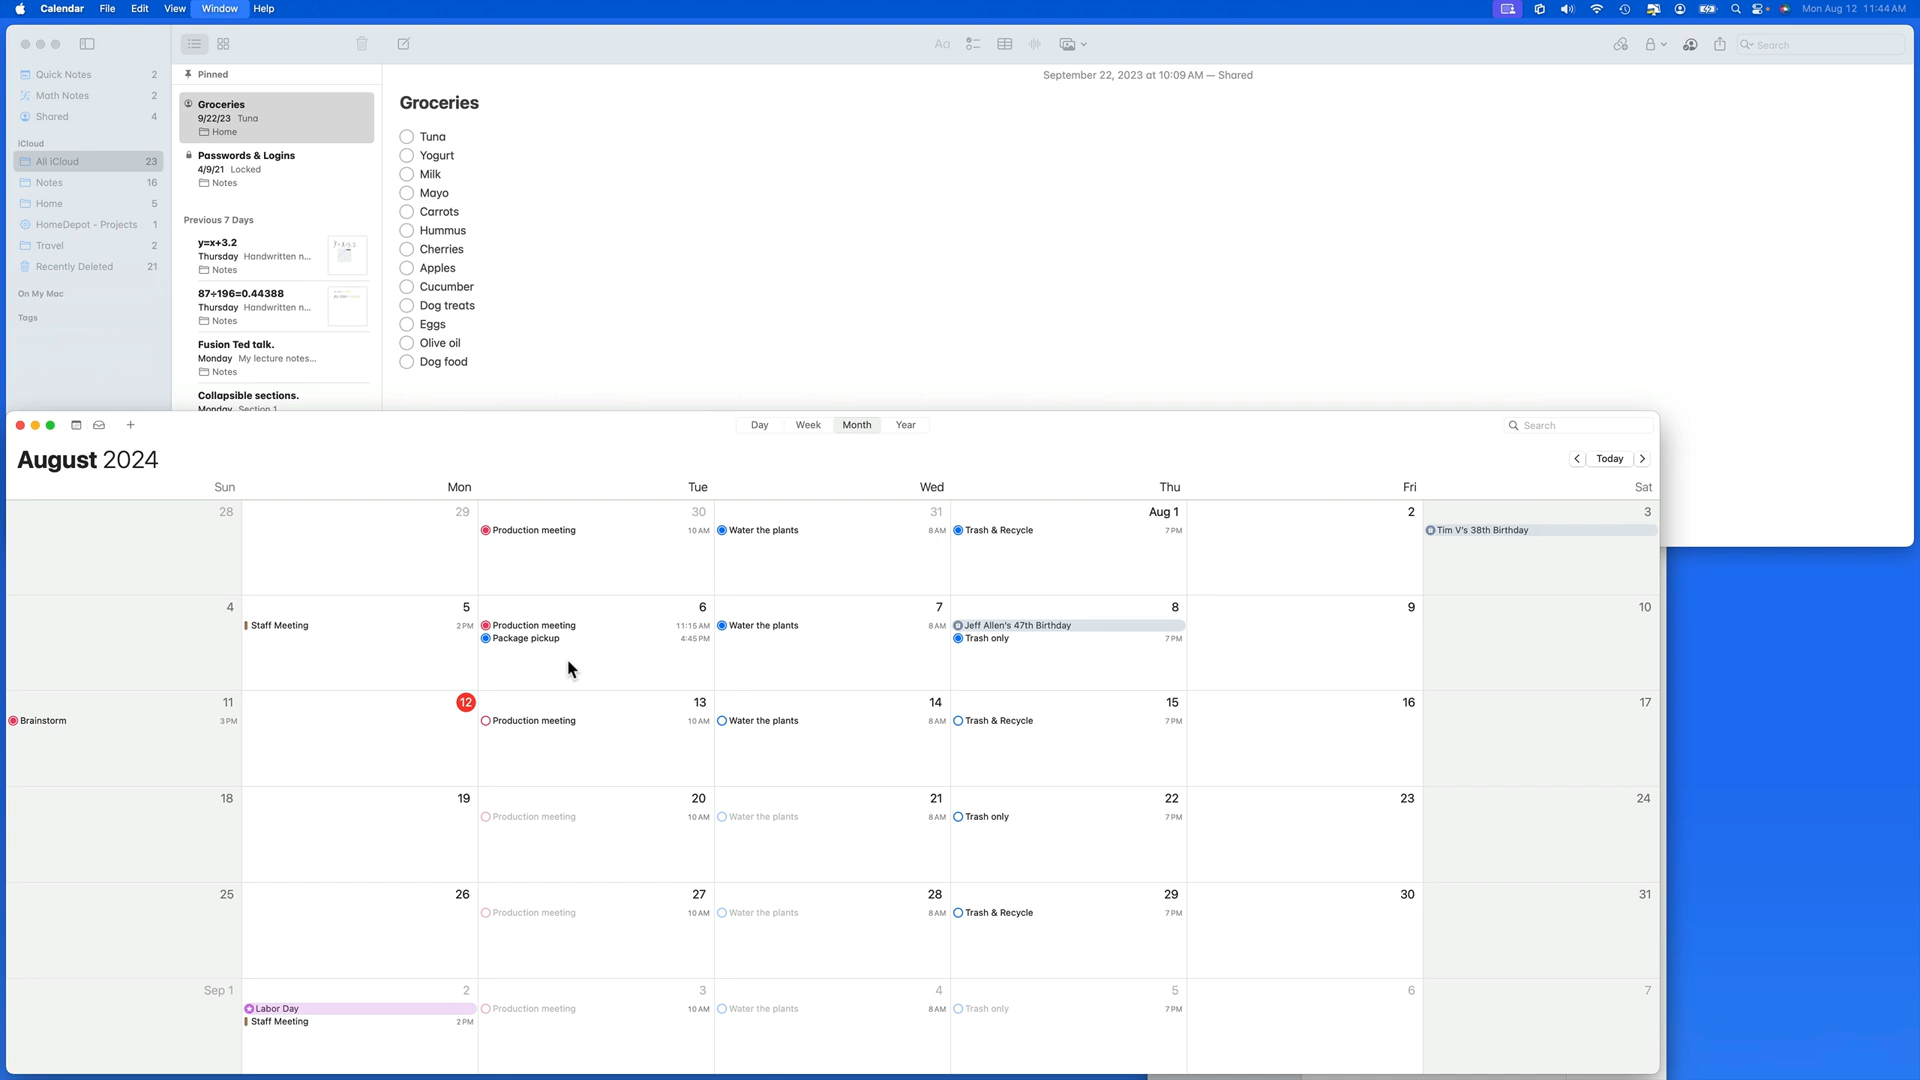 Calendar File Edit View Window Help Mon Aug 12 11:44 AM
Aa Search
Quick Notes 2
Math Notes 2
Shared 4
iCloud
All iCloud 23
Notes 16
Home 5
HomeDepot - Projects 1
Travel 2
Recently Deleted 21
On My Mac
Tags
Pinned
Groceries
9/22/23 Tuna
Home
Passwords & Logins
4/9/21 Locked
Notes
Previous 7 Days
y=x+3.2
Thursday Handwritten n...
Notes
87÷196=0.44388
Thursday Handwritten n...
Notes
Fusion Ted talk.
Monday My lecture notes...
Notes
Collapsible sections.
Monday Section 1
September 22, 2023 at 10:09 AM — Shared
Groceries
Tuna
Yogurt
Milk
Mayo
Carrots
Hummus
Cherries
Apples
Cucumber
Dog treats
Eggs
Olive oil
Dog food
Day Week Month Year Search
August 2024 Today
Sun Mon Tue Wed Thu Fri Sat
28 29 30 31 Aug 1 2 3
Production meeting 10 AM Water the plants 8 AM Trash & Recycle 7 PM Tim V's 38th Birthday
4 5 6 7 8 9 10
Staff Meeting 2 PM Production meeting 11:15 AM Water the plants 8 AM Jeff Allen's 47th Birthday
Package pickup 4:45 PM Trash only 7 PM
11 12 13 14 15 16 17
Brainstorm 3 PM Production meeting 10 AM Water the plants 8 AM Trash & Recycle 7 PM
18 19 20 21 22 23 24
Production meeting 10 AM Water the plants 8 AM Trash only 7 PM
25 26 27 28 29 30 31
Production meeting 10 AM Water the plants 8 AM Trash & Recycle 7 PM
Sep 1 2 3 4 5 6 7
Labor Day Production meeting 10 AM Water the plants 8 AM Trash only 7 PM
Staff Meeting 2 PM